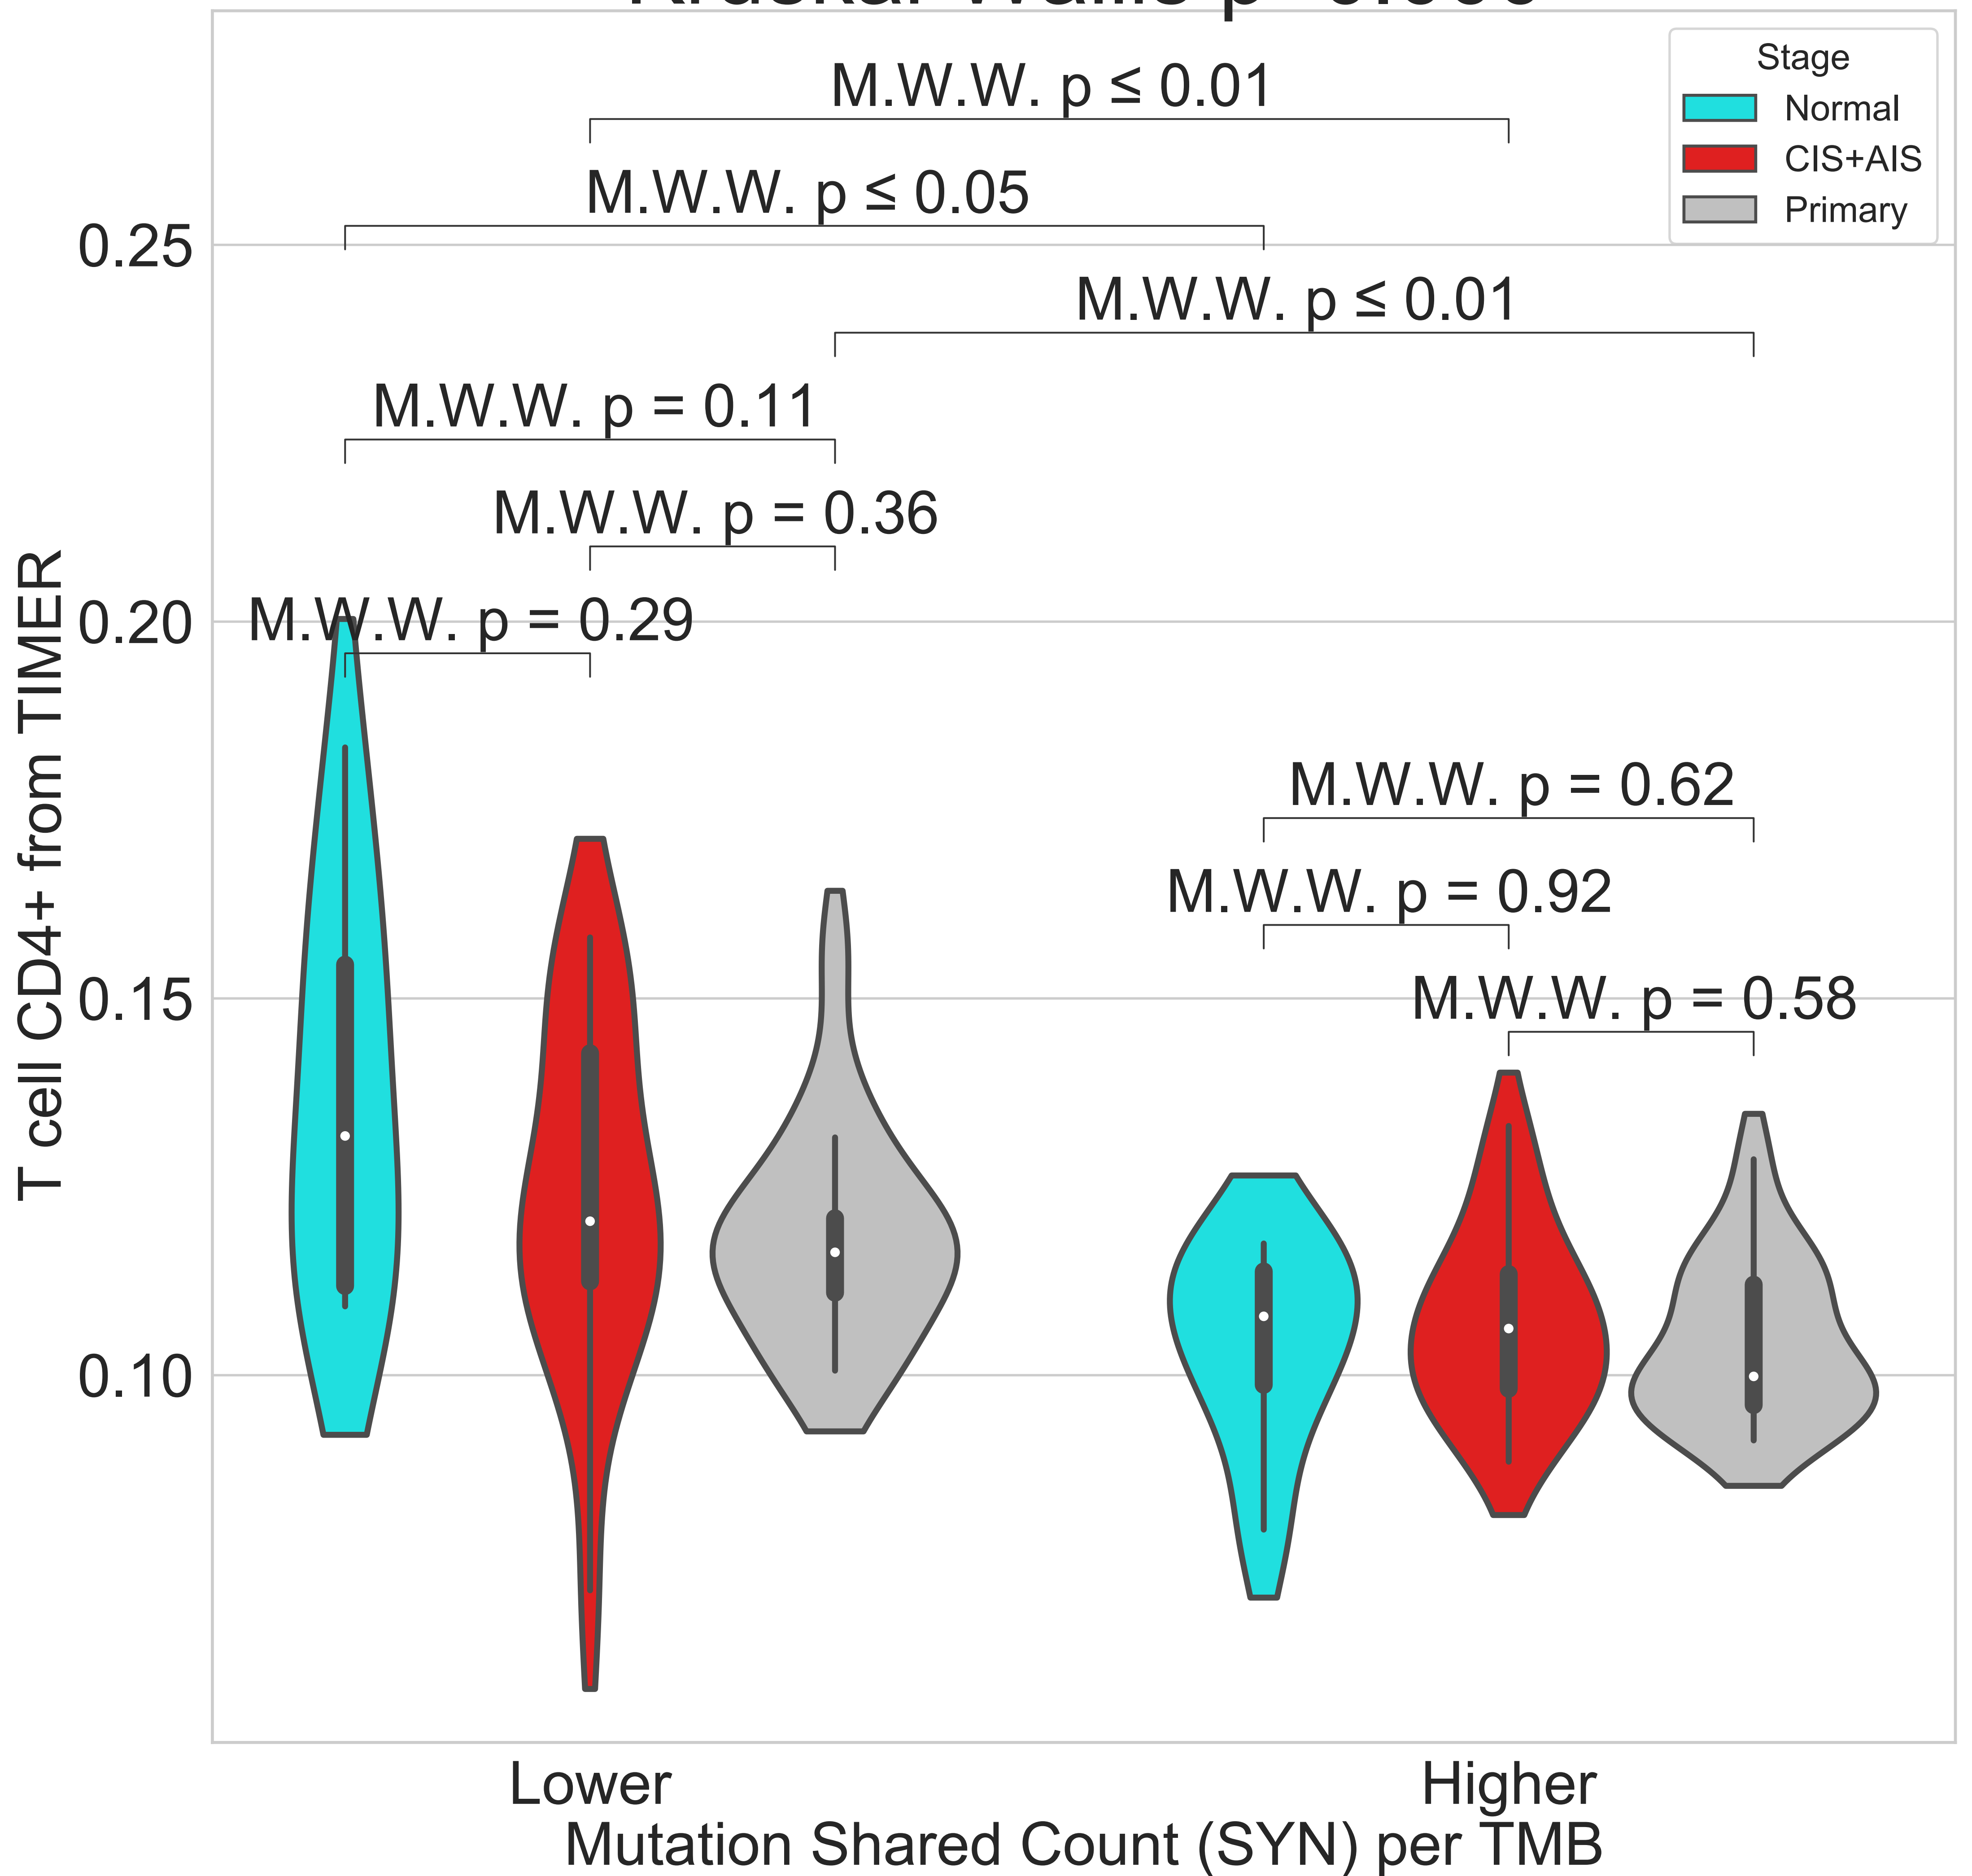 Stage
Normal
CIS+AIS
Primary
M.W.W. p ≤ 0.01
M.W.W. p ≤ 0.05
M.W.W. p ≤ 0.01
M.W.W. p = 0.11
M.W.W. p = 0.36
M.W.W. p = 0.29
M.W.W. p = 0.62
M.W.W. p = 0.92
M.W.W. p = 0.58
0.25
0.20
0.15
0.10
T cell CD4+ from TIMER
Lower
Higher
Mutation Shared Count (SYN) per TMB